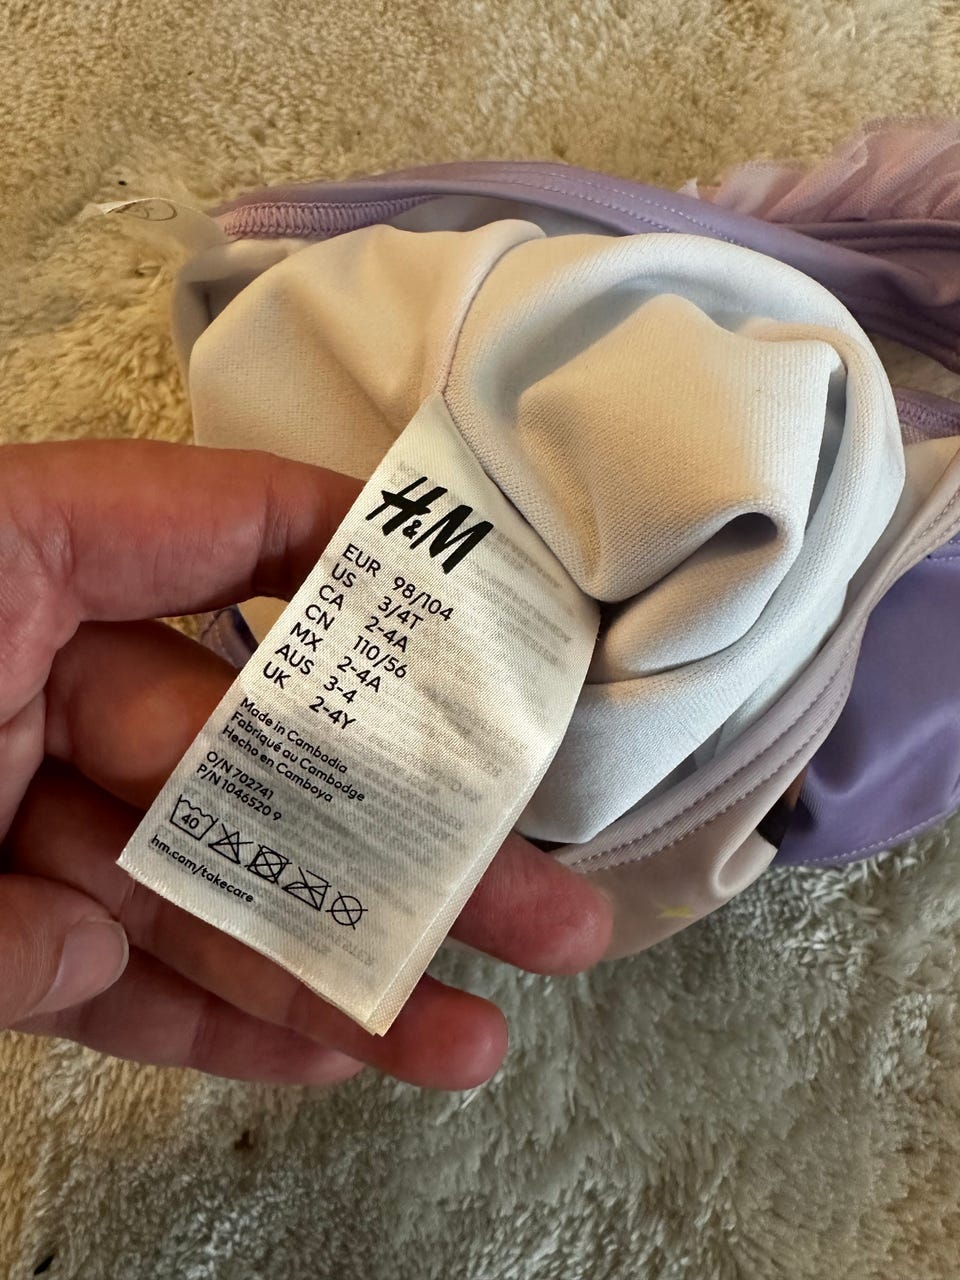 H&M
EUR 98/104
US 3/4T
CA 2-4A
CN 110/56
MX 2-4A
AUS 3-4
UK 2-4Y
Made in Cambodia
Fabriqué au Cambodge
Hecho en Camboya
O/N 702741
P/N 1046520 9
40
hm.com/takecare